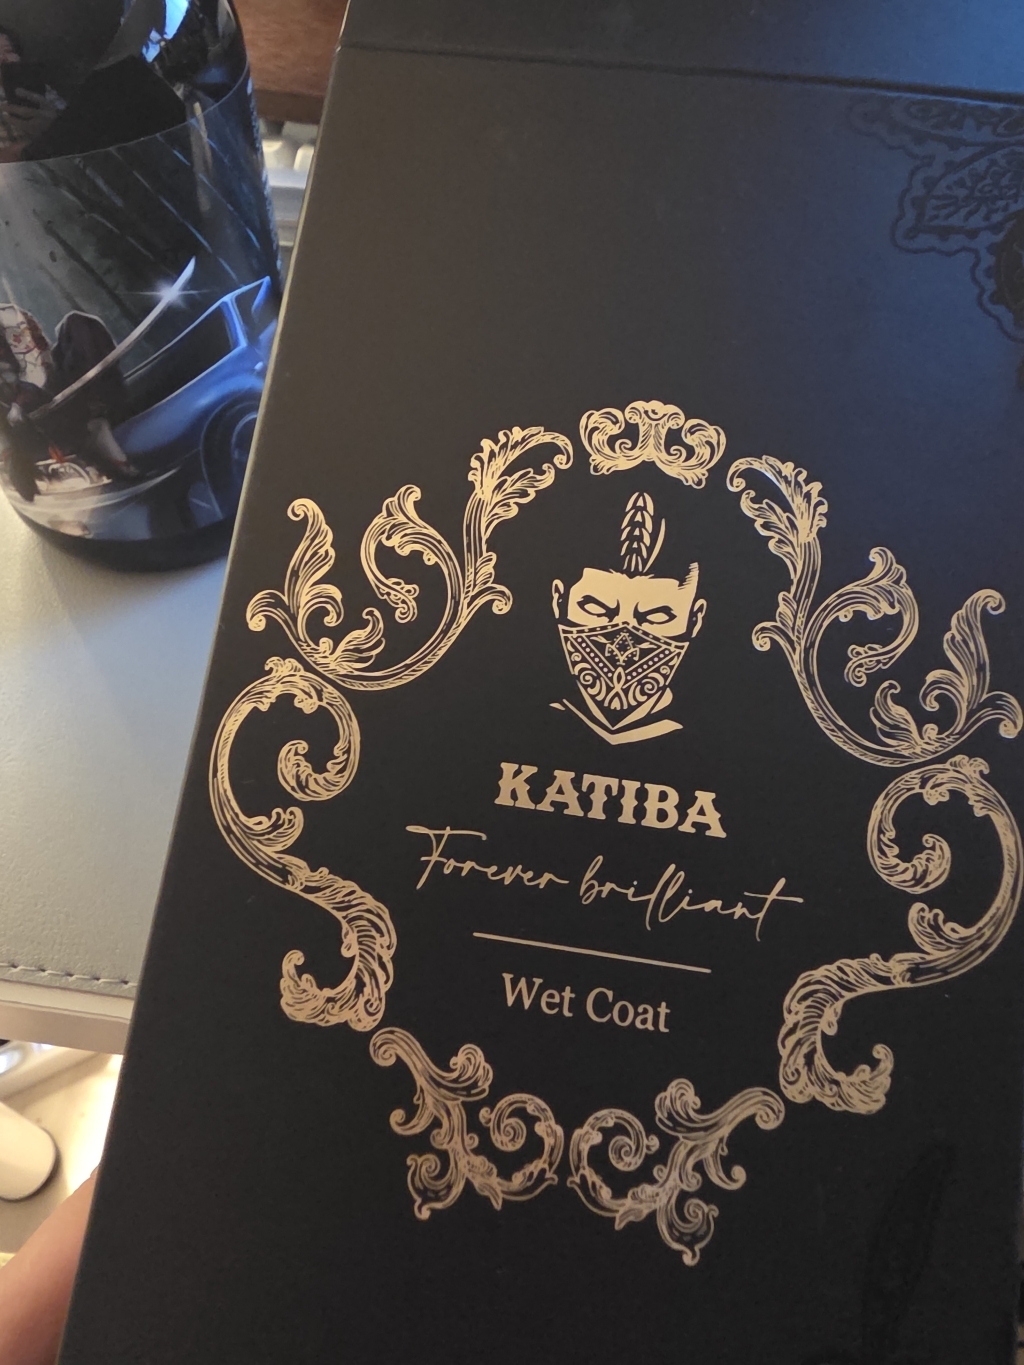 KATIBA
Forever brilliant
Wet Coat